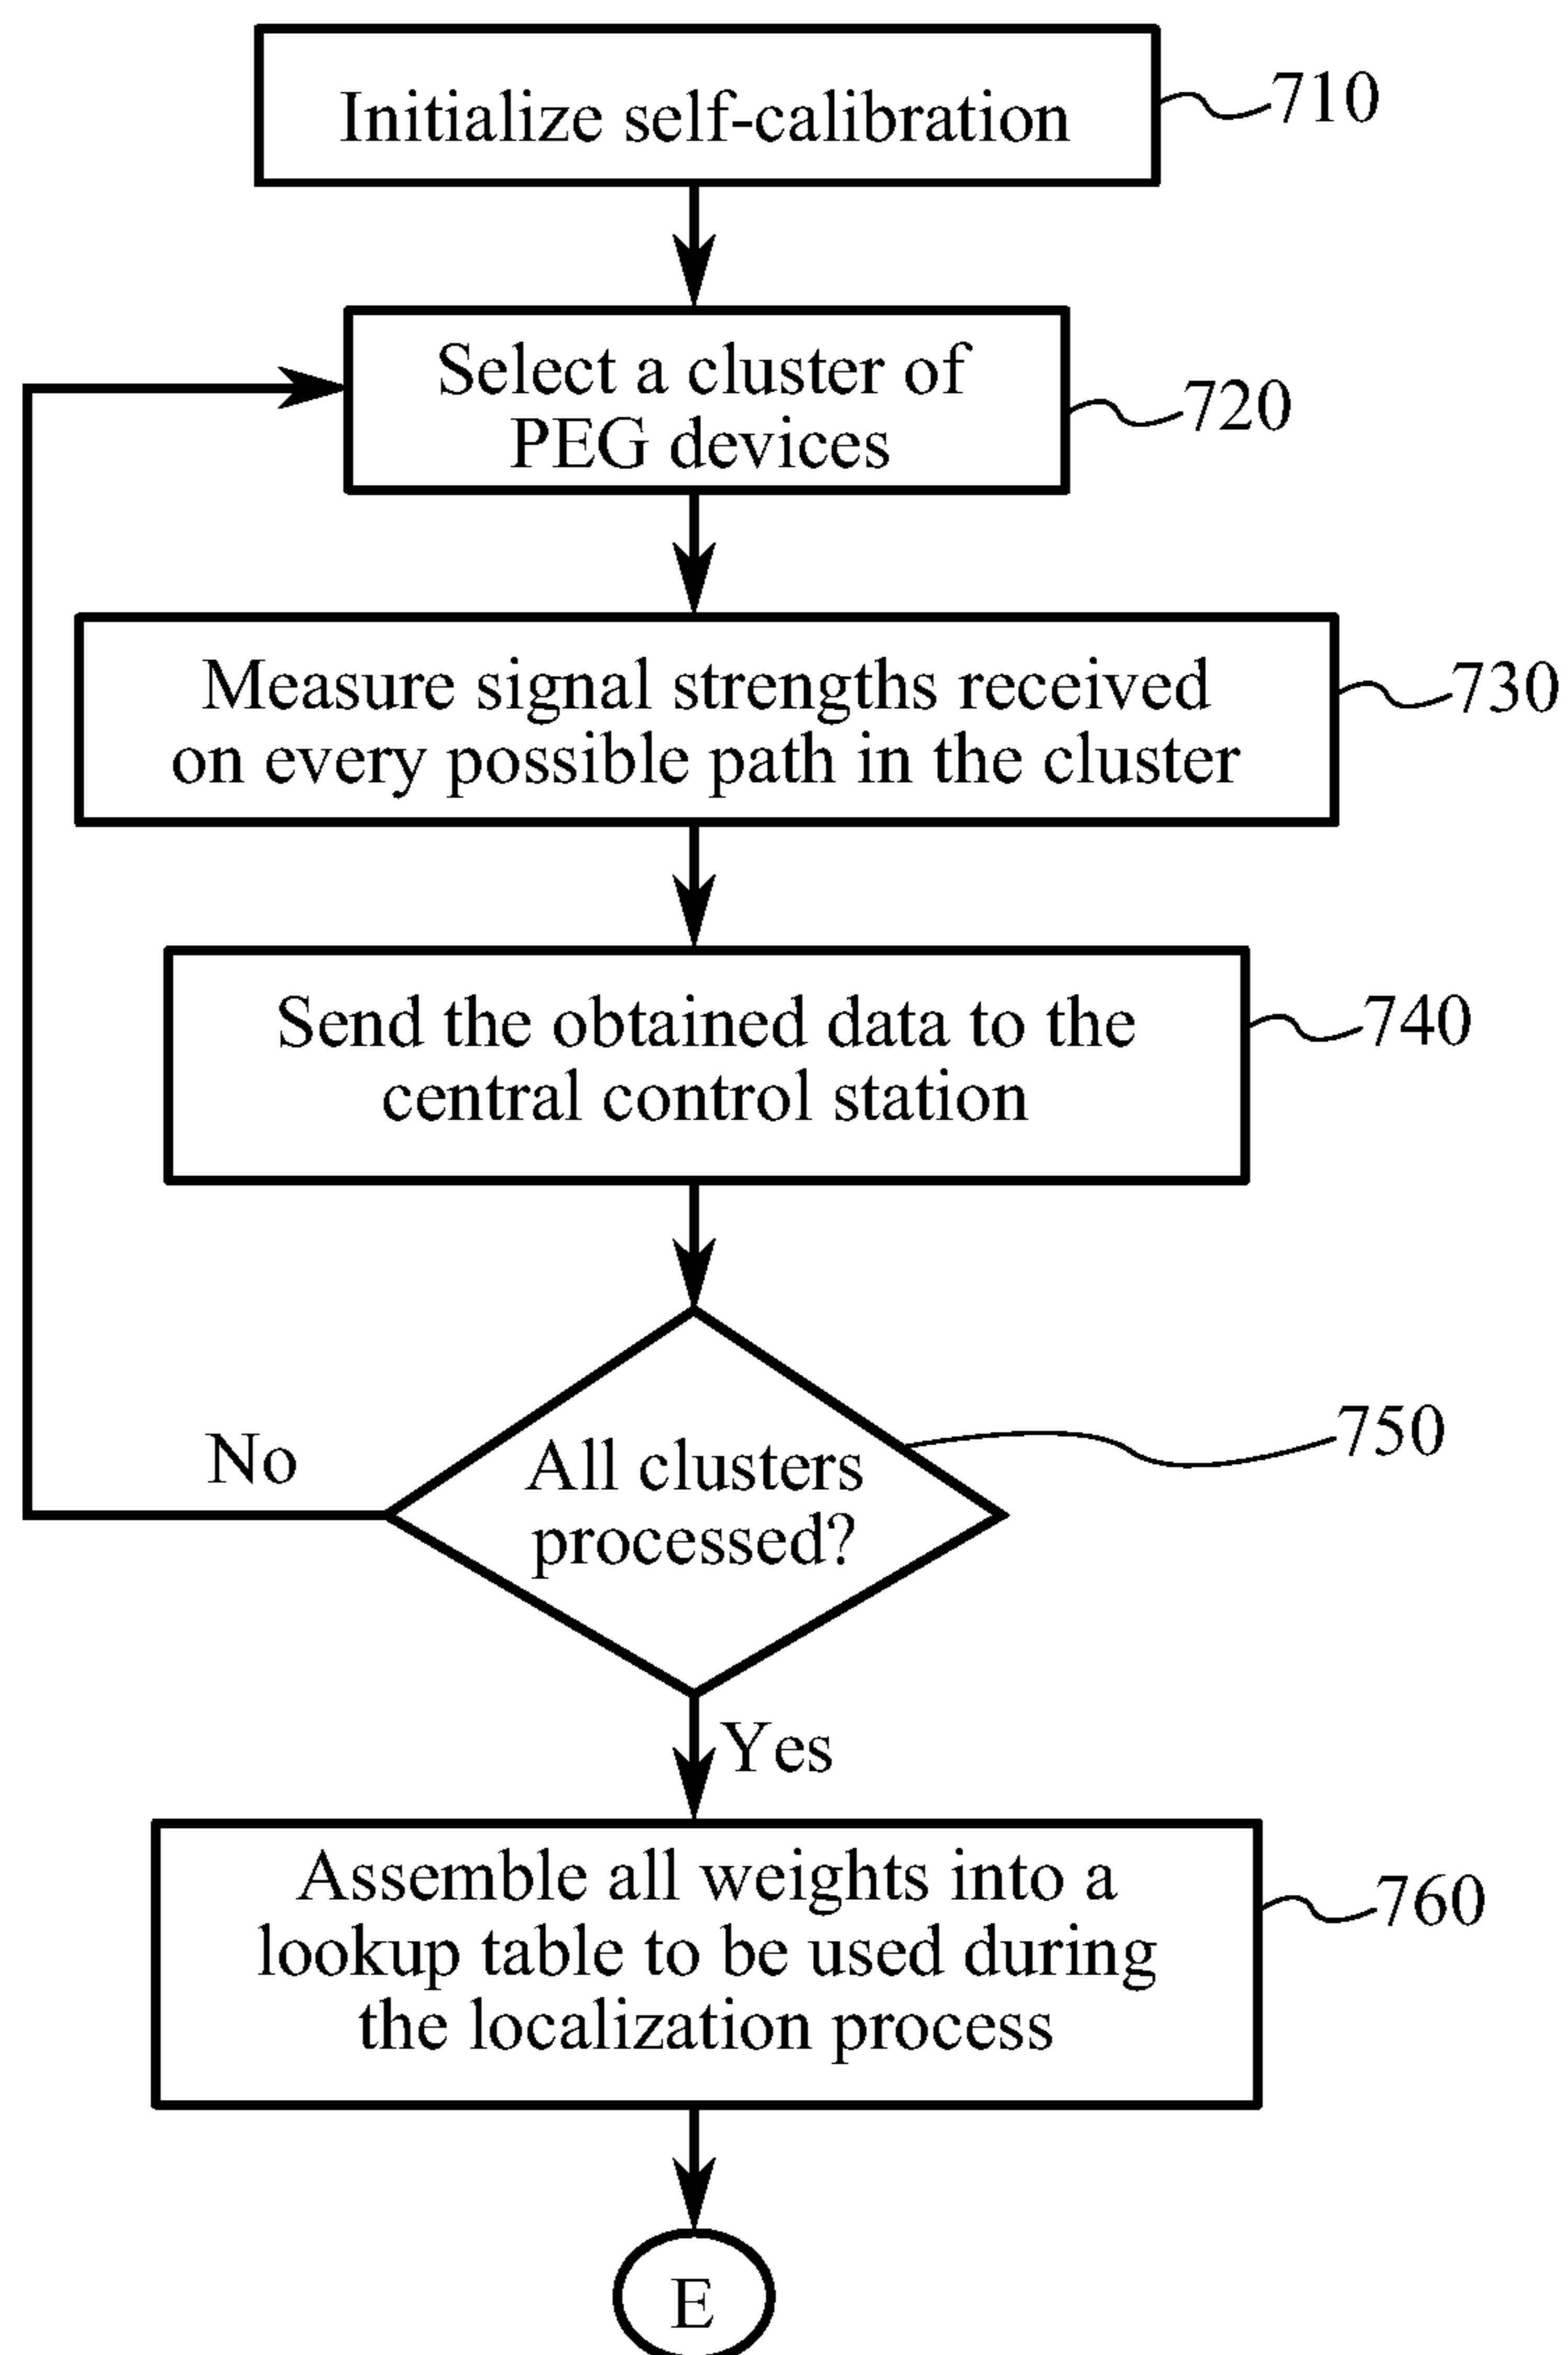 Initialize self-calibration
710
Select a cluster of
PEG devices
720
Measure signal strengths received
on every possible path in the cluster
730
Send the obtained data to the
central control station
740
All clusters
processed?
750
No
Yes
Assemble all weights into a
lookup table to be used during
the localization process
760
E